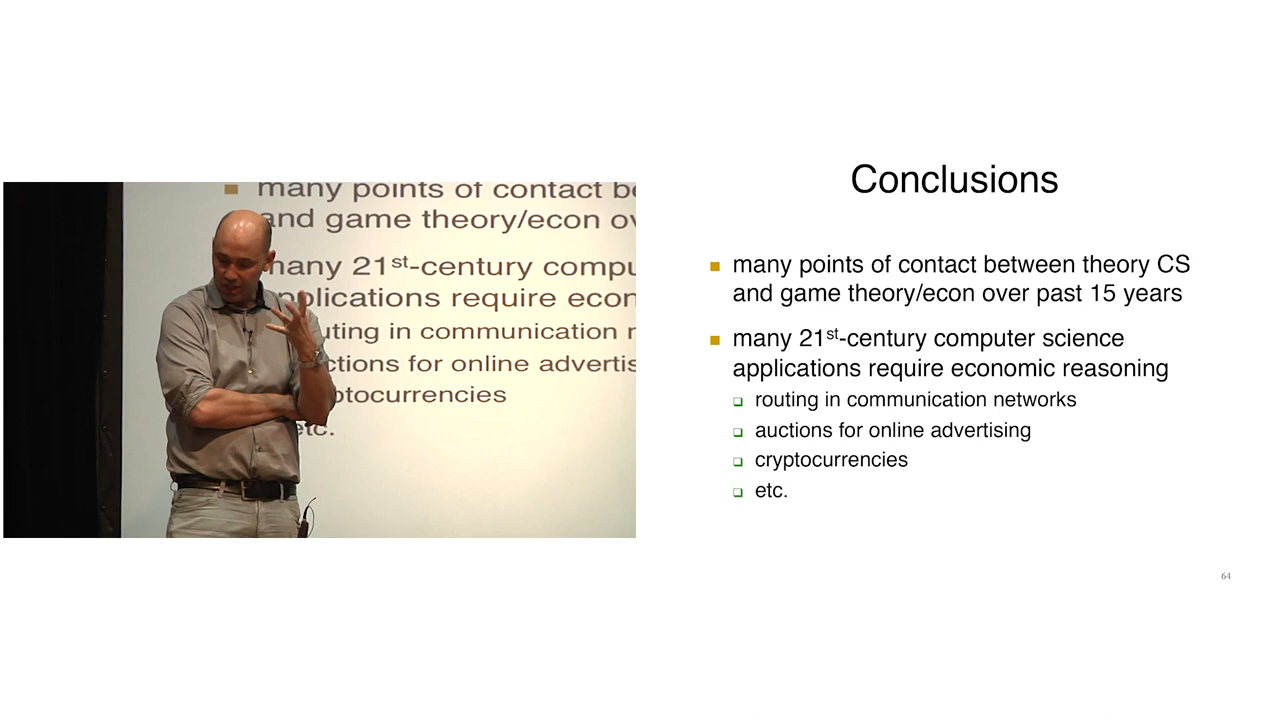 many points of contact be
and game theory/econ ov
many 21st-century compu
applications require econ
uting in communication n
ctions for online advertis
ptocurrencies
etc.
Conclusions
many points of contact between theory CS
and game theory/econ over past 15 years
many 21st-century computer science
applications require economic reasoning
routing in communication networks
auctions for online advertising
cryptocurrencies
etc.
64